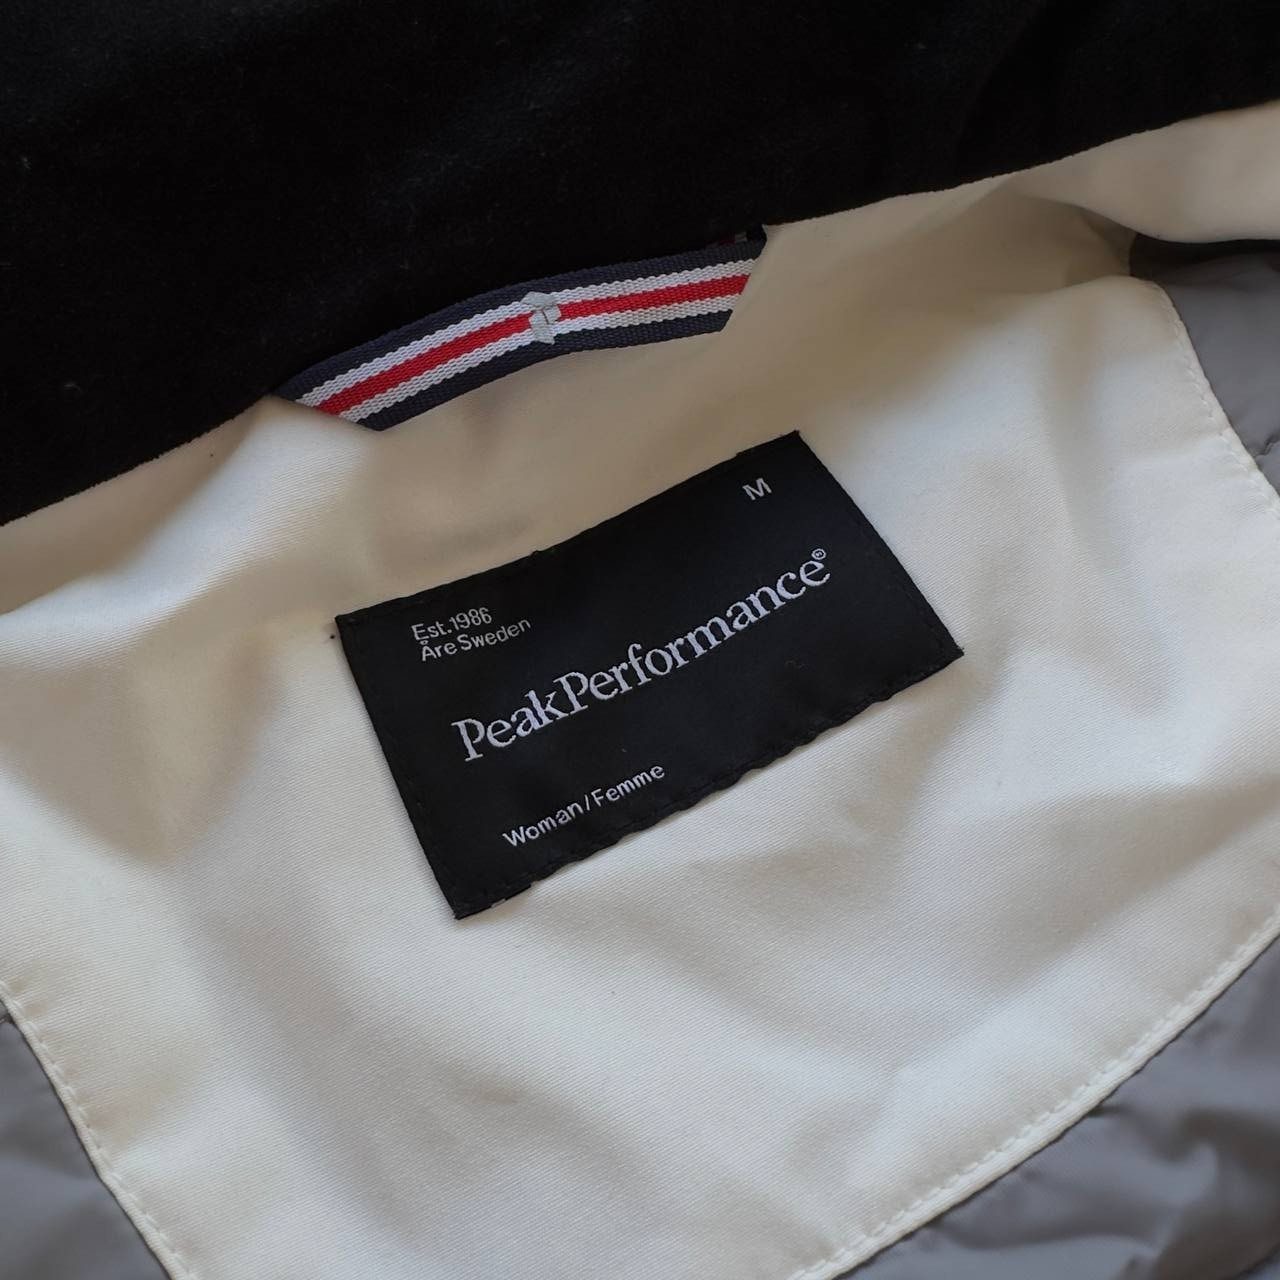 M
Est.1986
Åre Sweden
PeakPerformance®
Woman/Femme